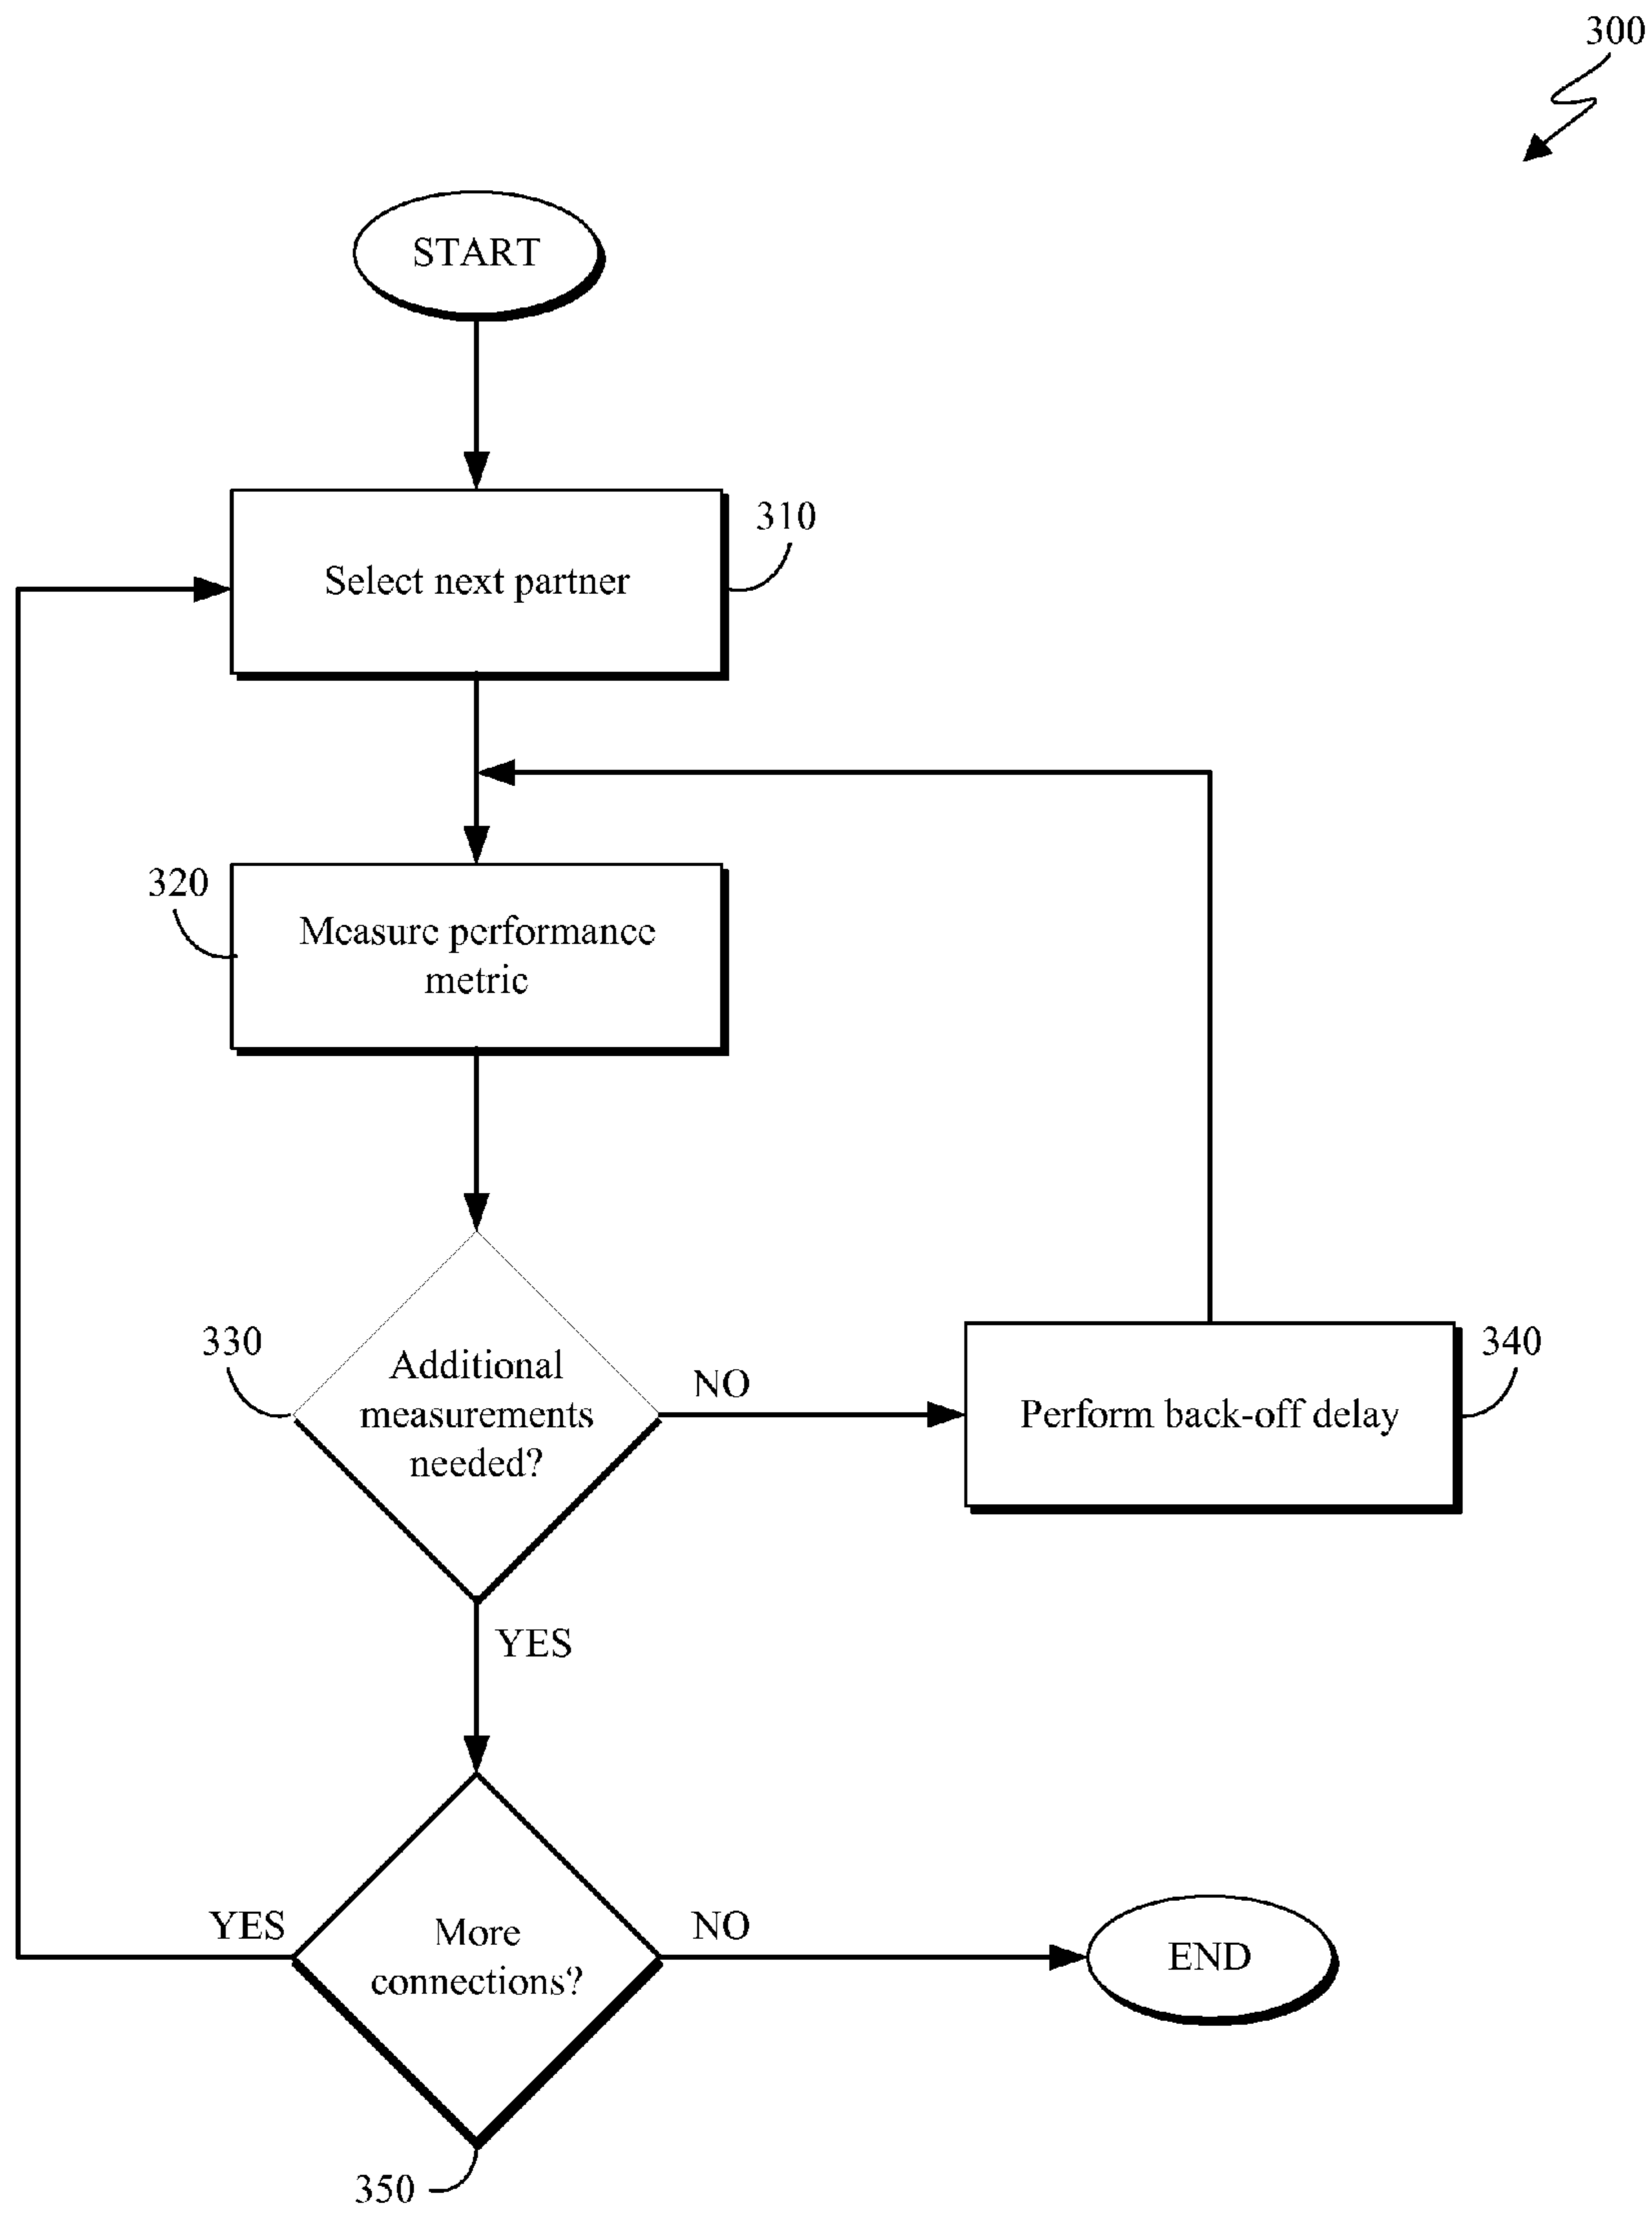 300
START
310
Select next partner
320
Measure performance
metric
330
Additional
measurements
needed?
NO
340
Perform back-off delay
YES
YES
More
connections?
NO
END
350